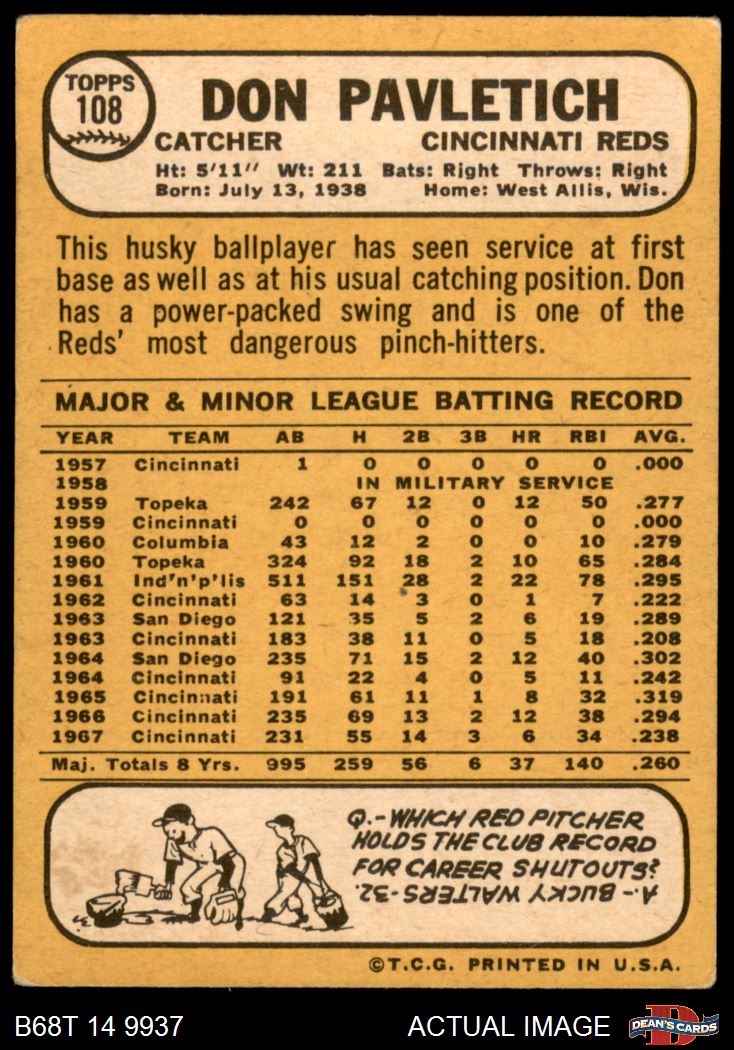 TOPPS
108
DON PAVLETICH
CATCHER CINCINNATI REDS
Ht: 5'11" Wt: 211 Bats: Right Throws: Right
Born: July 13, 1938 Home: West Allis, Wis.
This husky ballplayer has seen service at first
base as well as at his usual catching position. Don
has a power-packed swing and is one of the
Reds' most dangerous pinch-hitters.
MAJOR & MINOR LEAGUE BATTING RECORD
YEAR TEAM AB H 2B 3B HR RBI AVG.
1957 Cincinnati 1 0 0 0 0 0 .000
1958 IN MILITARY SERVICE
1959 Topeka 242 67 12 0 12 50 .277
1959 Cincinnati 0 0 0 0 0 0 .000
1960 Columbia 43 12 2 0 0 10 .279
1960 Topeka 324 92 18 2 10 65 .284
1961 Ind'n'p'lis 511 151 28 2 22 78 .295
1962 Cincinnati 63 14 3 0 1 7 .222
1963 San Diego 121 35 5 2 6 19 .289
1963 Cincinnati 183 38 11 0 5 18 .208
1964 San Diego 235 71 15 2 12 40 .302
1964 Cincinnati 91 22 4 0 5 11 .242
1965 Cincinnati 191 61 11 1 8 32 .319
1966 Cincinnati 235 69 13 2 12 38 .294
1967 Cincinnati 231 55 14 3 6 34 .238
Maj. Totals 8 Yrs. 995 259 56 6 37 140 .260
Q.-WHICH RED PITCHER
HOLDS THE CLUB RECORD
FOR CAREER SHUTOUTS?
A.-BUCKY WALTERS-32.
©T.C.G. PRINTED IN U.S.A.
B68T 14 9937 ACTUAL IMAGE DEAN'S CARDS